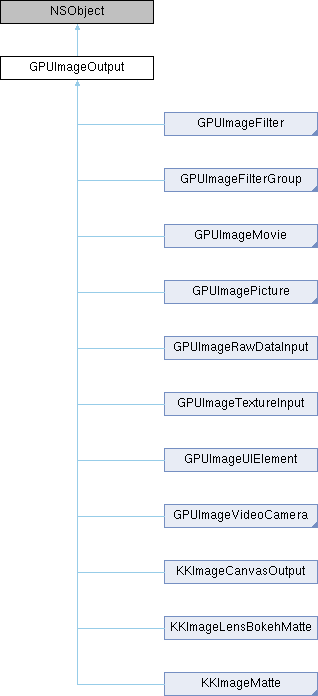 NSObject
GPUImageOutput
GPUImageFilter
GPUImageFilterGroup
GPUImageMovie
GPUImagePicture
GPUImageRawDataInput
GPUImageTextureInput
GPUImageUIElement
GPUImageVideoCamera
KKImageCanvasOutput
KKImageLensBokehMatte
KKImageMatte